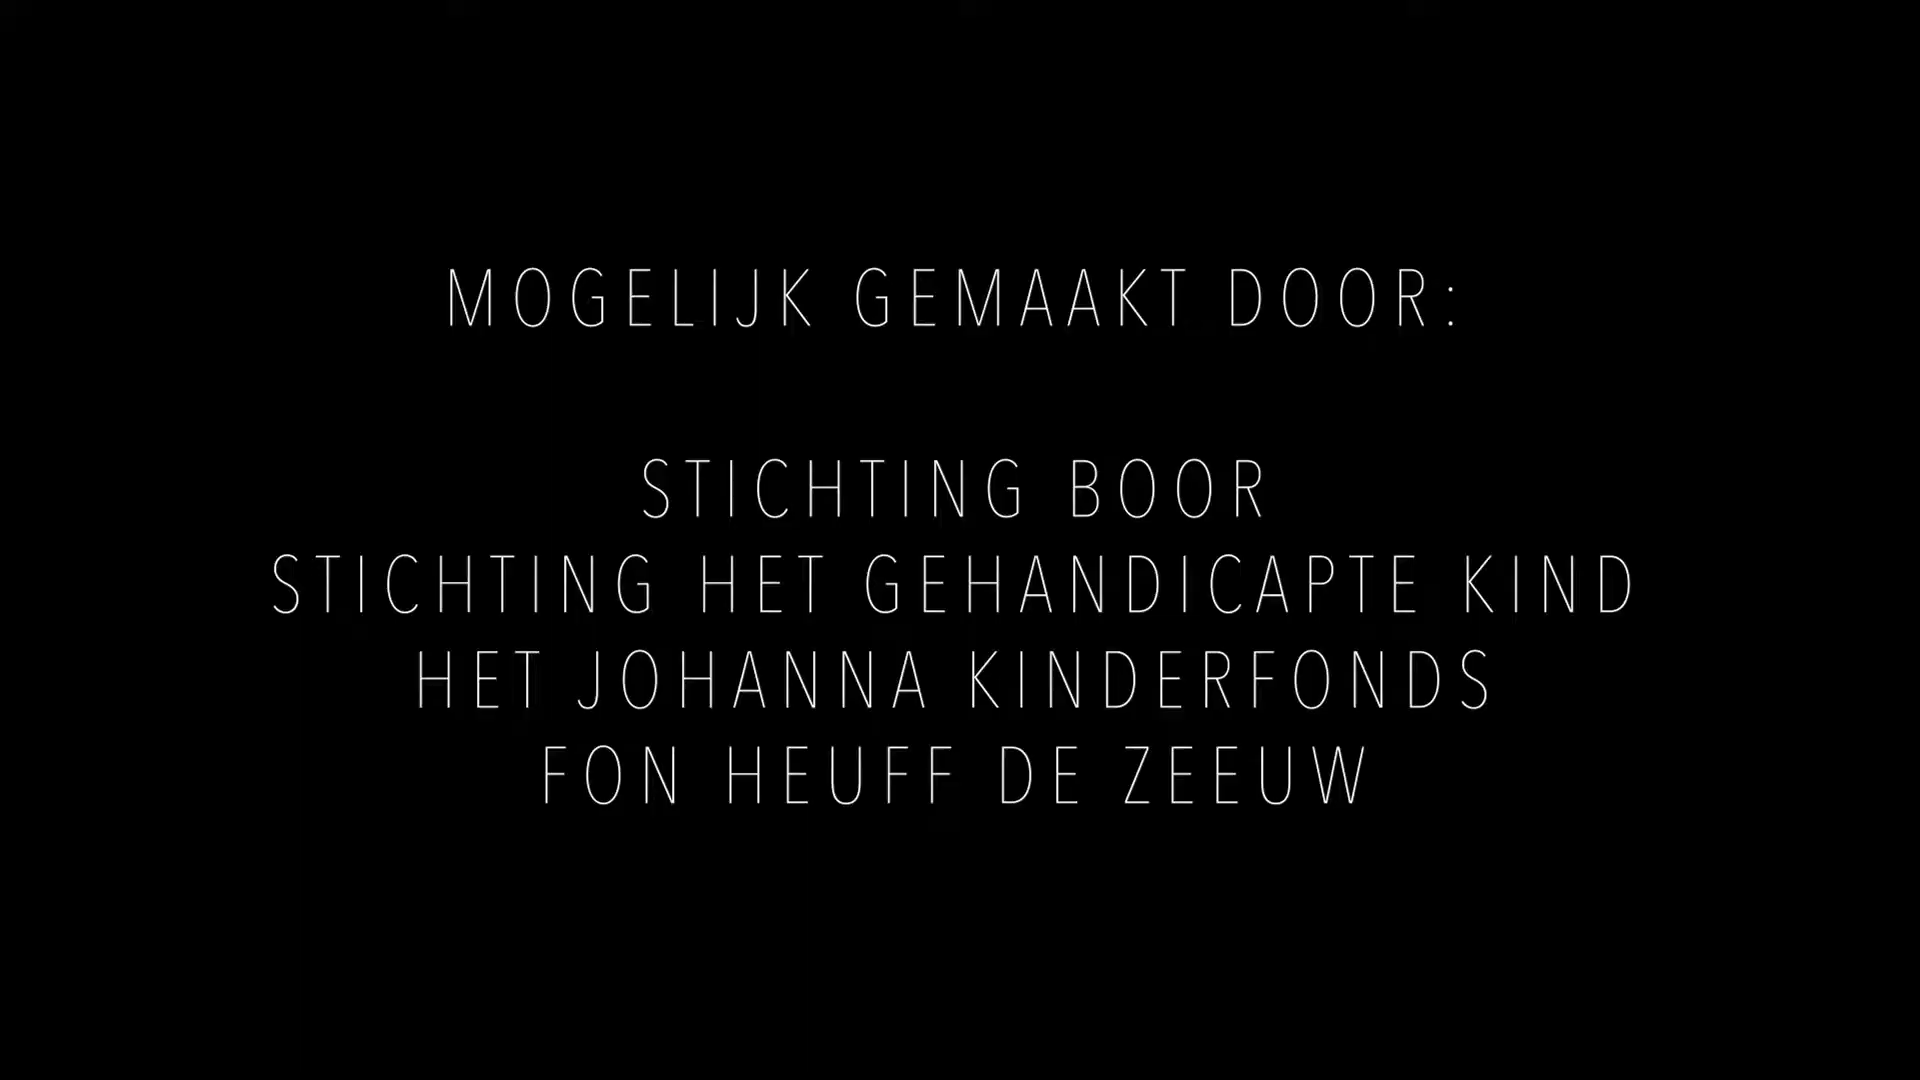 MOGELIJK GEMAAKT DOOR:
STICHTING BOOR
STICHTING HET GEHANDICAPTE KIND
HET JOHANNA KINDERFONDS
FON HEUFF DE ZEEUW